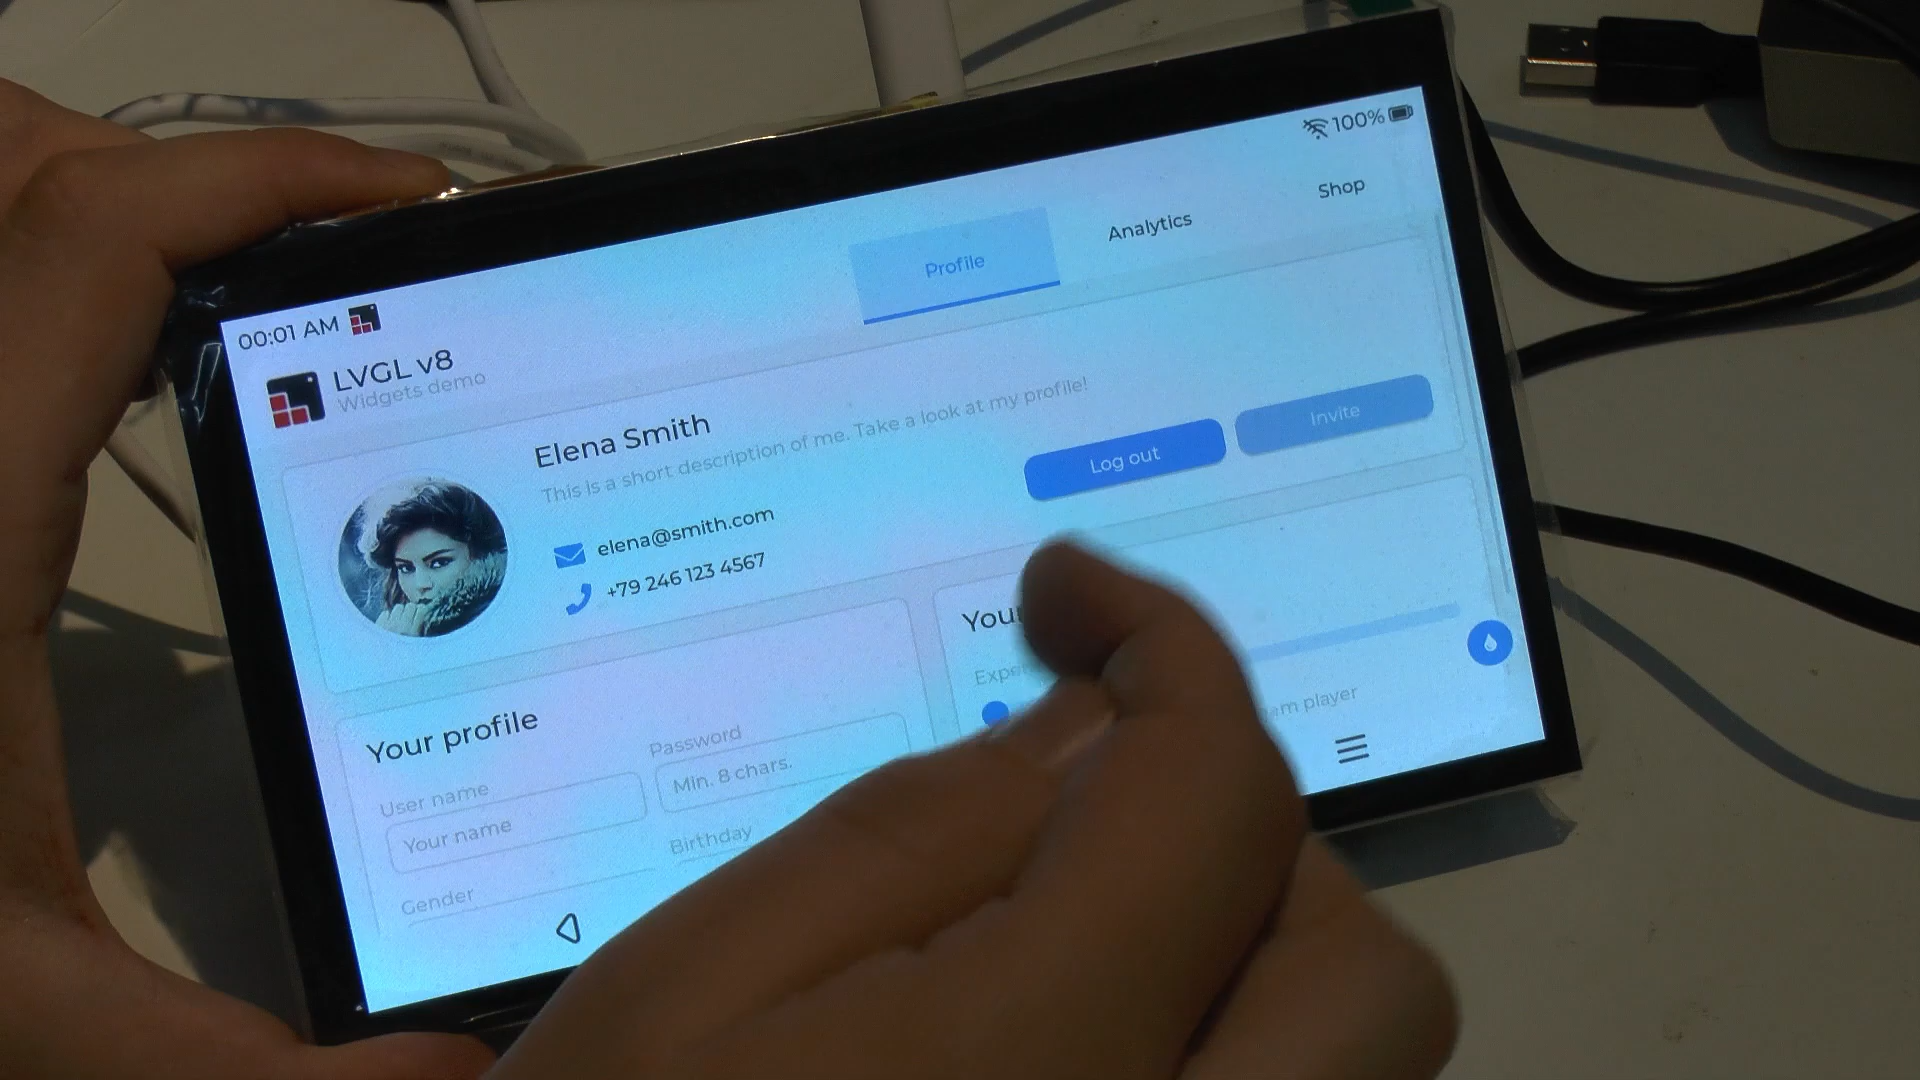 00:01 AM
100%
LVGL v8
Widgets demo
Profile
Analytics
Shop
Elena Smith
This is a short description of me. Take a look at my profile!
elena@smith.com
+79 246 123 4567
Log out
Invite
Your profile
User name
Your name
Password
Min. 8 chars.
Gender
Birthday
player